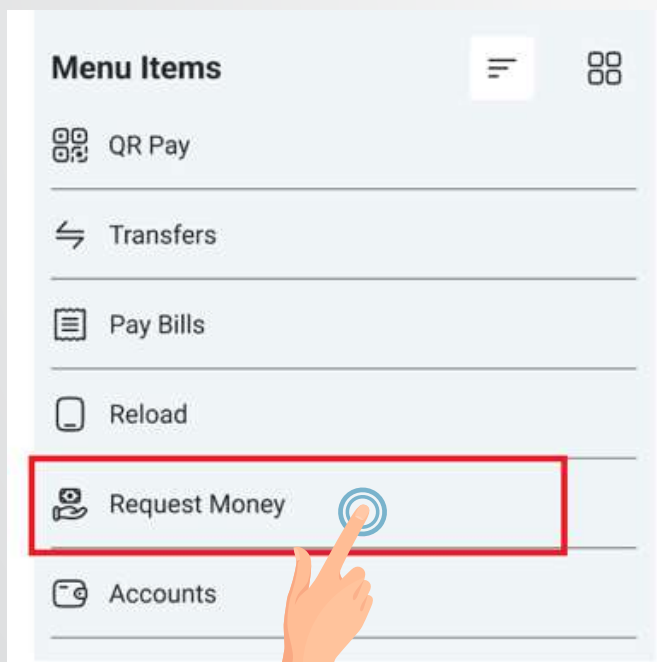 Menu Items
QR Pay
Transfers
Pay Bills
Reload
Request Money
Accounts